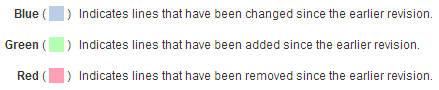 Blue ( ) Indicates lines that have been changed since the earlier revision.
Green ( ) Indicates lines that have been added since the earlier revision.
Red ( ) Indicates lines that have been removed since the earlier revision.